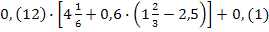 0, (12) · [4 1/6 + 0,6 · (1 2/3 − 2,5)] + 0, (1)